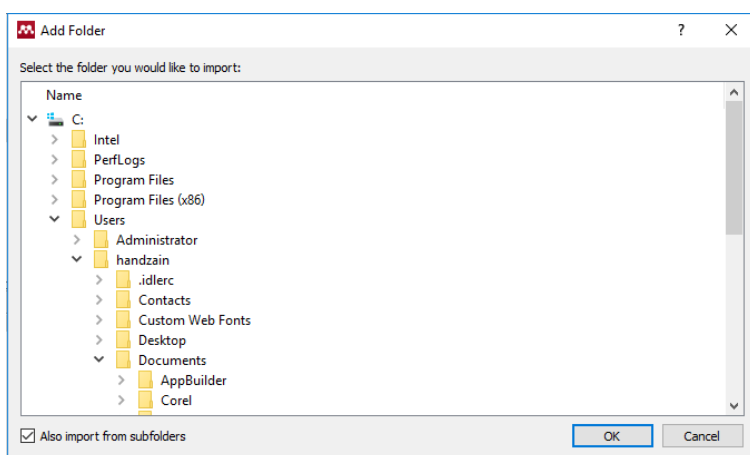 Add Folder
Select the folder you would like to import:
Name
C:
Intel
PerfLogs
Program Files
Program Files (x86)
Users
Administrator
handzain
.idlerc
Contacts
Custom Web Fonts
Desktop
Documents
AppBuilder
Corel
Also import from subfolders OK Cancel